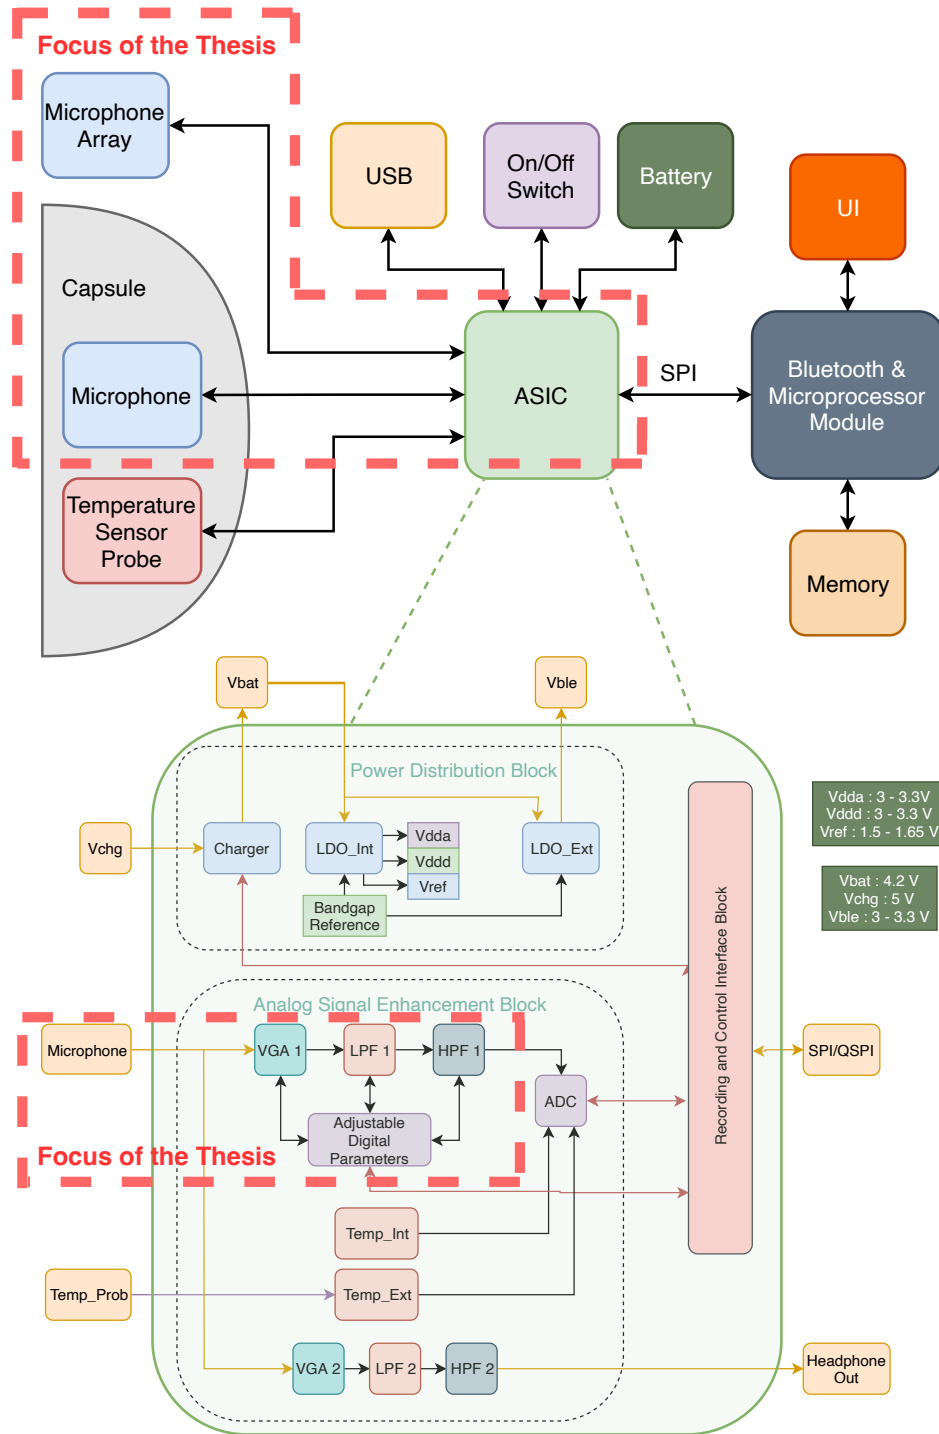 Focus of the Thesis
Microphone
Array
USB
On/Off
Switch
Battery
UI
Capsule
Microphone
ASIC
SPI
Bluetooth &
Microprocessor
Module
Temperature
Sensor
Probe
Memory
Vbat
Vble
Power Distribution Block
Vchg
Charger
LDO_Int
Vdda
Vddd
Vref
LDO_Ext
Bandgap
Reference
Vdda : 3 - 3.3V
Vddd : 3 - 3.3 V
Vref : 1.5 - 1.65 V
Vbat : 4.2 V
Vchg : 5 V
Vble : 3 - 3.3 V
Recording and Control Interface Block
Analog Signal Enhancement Block
Microphone
VGA 1
LPF 1
HPF 1
ADC
SPI/QSPI
Adjustable
Digital
Parameters
Focus of the Thesis
Temp_Int
Temp_Prob
Temp_Ext
VGA 2
LPF 2
HPF 2
Headphone
Out